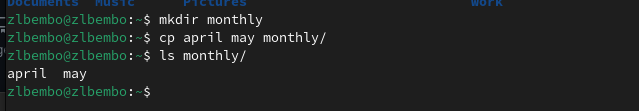 Documents  Music     Pictures                                Work
zlbembo@zlbembo:~$ mkdir monthly
zlbembo@zlbembo:~$ cp april may monthly/
zlbembo@zlbembo:~$ ls monthly/
april  may
zlbembo@zlbembo:~$